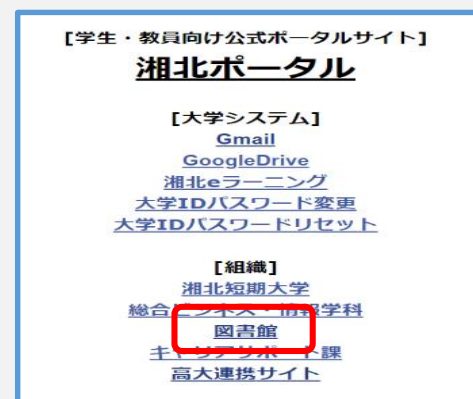 [学生・教員向け公式ポータルサイト]
湘北ポータル
[大学システム]
Gmail
GoogleDrive
湘北eラーニング
大学IDパスワード変更
大学IDパスワードリセット
[組織]
湘北短期大学
総合ビジネス・情報学科
図書館
キャリアサポート課
高大連携サイト